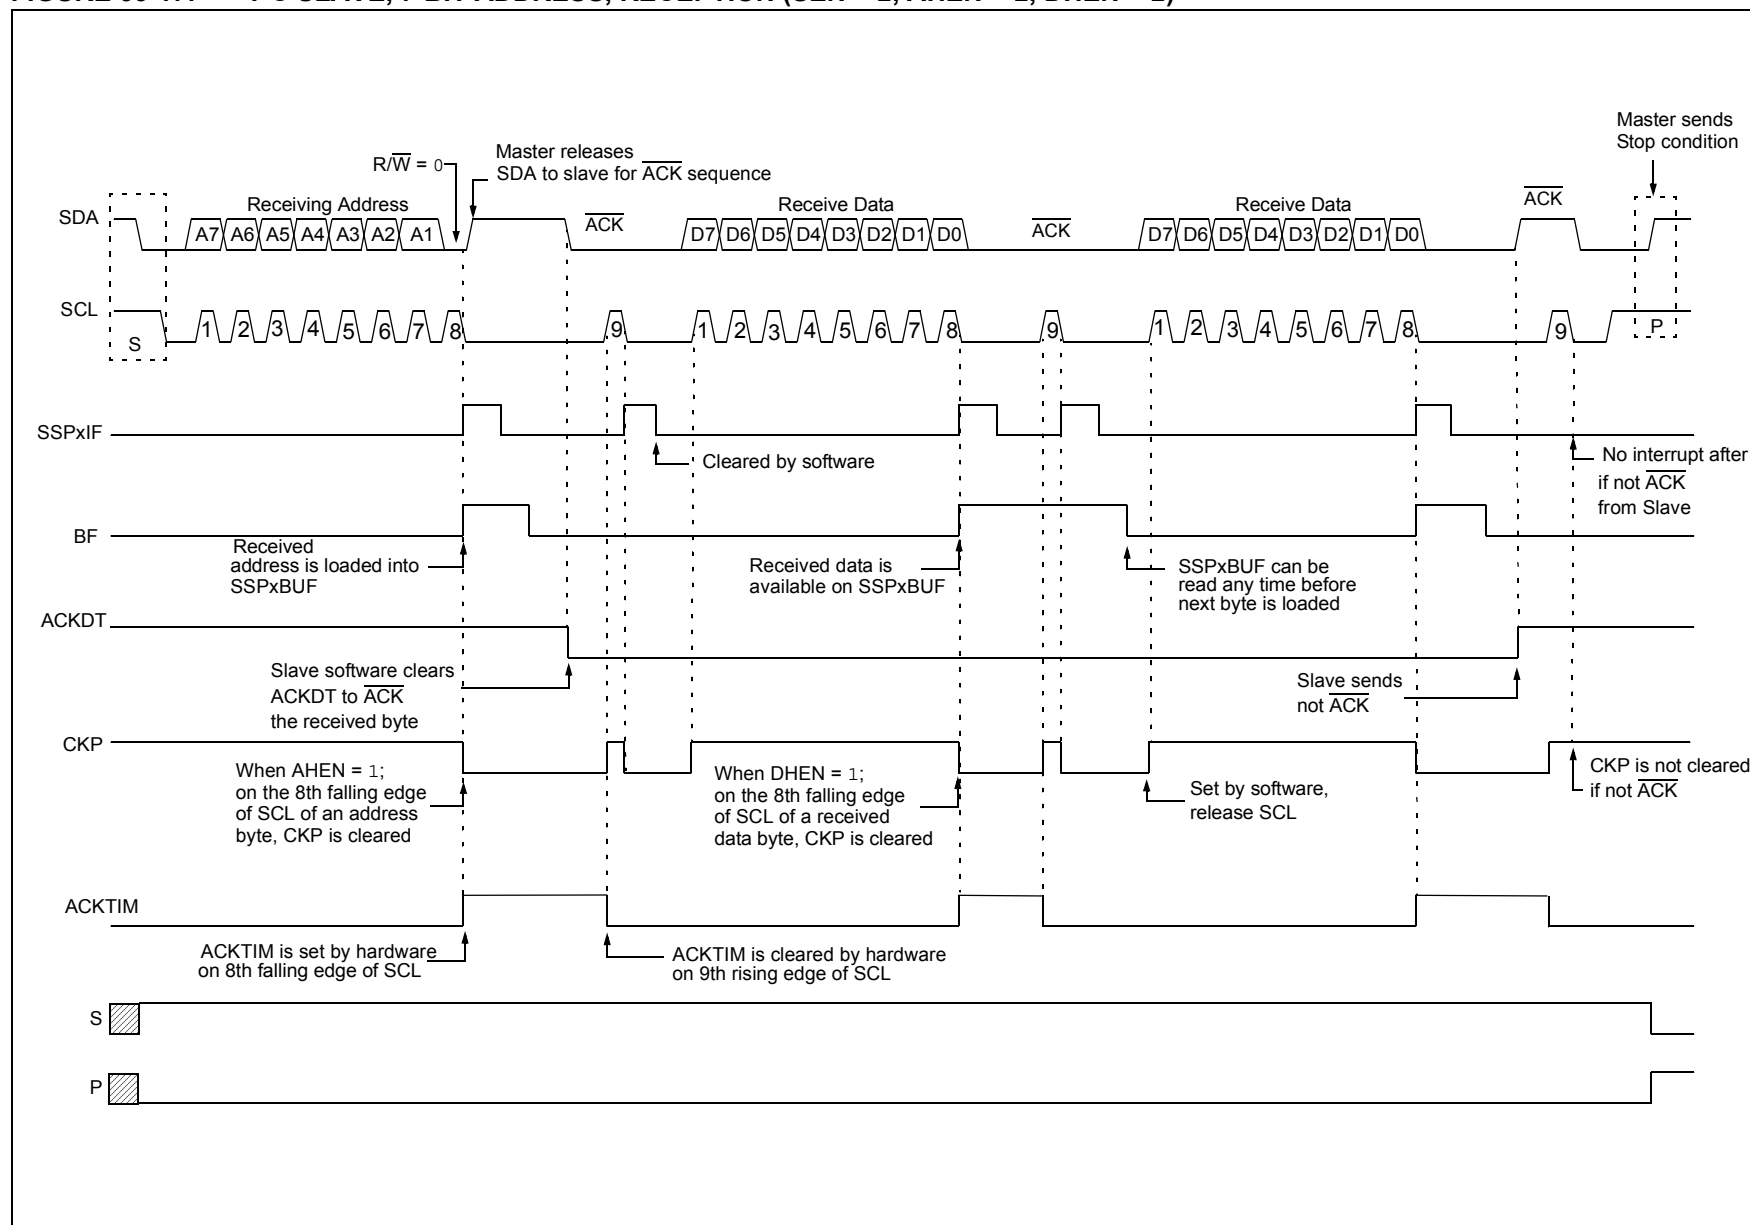 Master sends
Stop condition
Master releases
SDA to slave for ACK sequence
R/W = 0
SDA
Receiving Address
A7 A6 A5 A4 A3 A2 A1
ACK
Receive Data
D7 D6 D5 D4 D3 D2 D1 D0
ACK
Receive Data
D7 D6 D5 D4 D3 D2 D1 D0
ACK
SCL
S
1 2 3 4 5 6 7 8 9
1 2 3 4 5 6 7 8 9
1 2 3 4 5 6 7 8 9
P
SSPxIF
Cleared by software
No interrupt after
if not ACK
from Slave
BF
Received
address is loaded into
SSPxBUF
Received data is
available on SSPxBUF
SSPxBUF can be
read any time before
next byte is loaded
ACKDT
Slave software clears
ACKDT to ACK
the received byte
Slave sends
not ACK
CKP
When AHEN = 1;
on the 8th falling edge
of SCL of an address
byte, CKP is cleared
When DHEN = 1;
on the 8th falling edge
of SCL of a received
data byte, CKP is cleared
Set by software,
release SCL
CKP is not cleared
if not ACK
ACKTIM
ACKTIM is set by hardware
on 8th falling edge of SCL
ACKTIM is cleared by hardware
on 9th rising edge of SCL
S
P